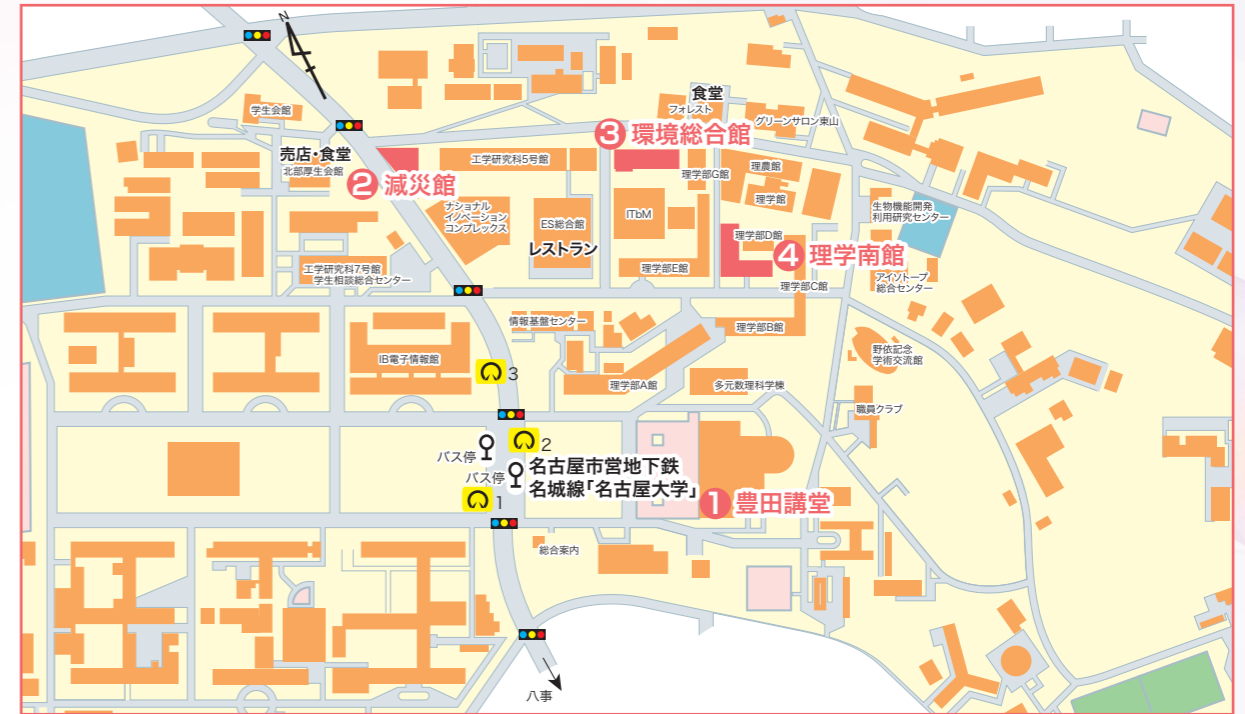 N
学生会館
売店・食堂
北部厚生会館
❷ 減災館
工学研究科5号館
❸ 環境総合館
食堂
フォレスト
グリーンサロン東山
理学部G館
理農館
理学館
生物機能開発
利用研究センター
ナショナル
イノベーション
コンプレックス
ES総合館
レストラン
ITbM
理学部E館
理学部D館
❹ 理学南館
理学部C館
アイソトープ
総合センター
工学研究科7号館
学生相談総合センター
IB電子情報館
情報基盤センター
理学部B館
理学部A館
多元数理科学棟
野依記念
学術交流館
職員クラブ
3
2
バス停
バス停
1
名古屋市営地下鉄
名城線「名古屋大学」
❶ 豊田講堂
総合案内
八事